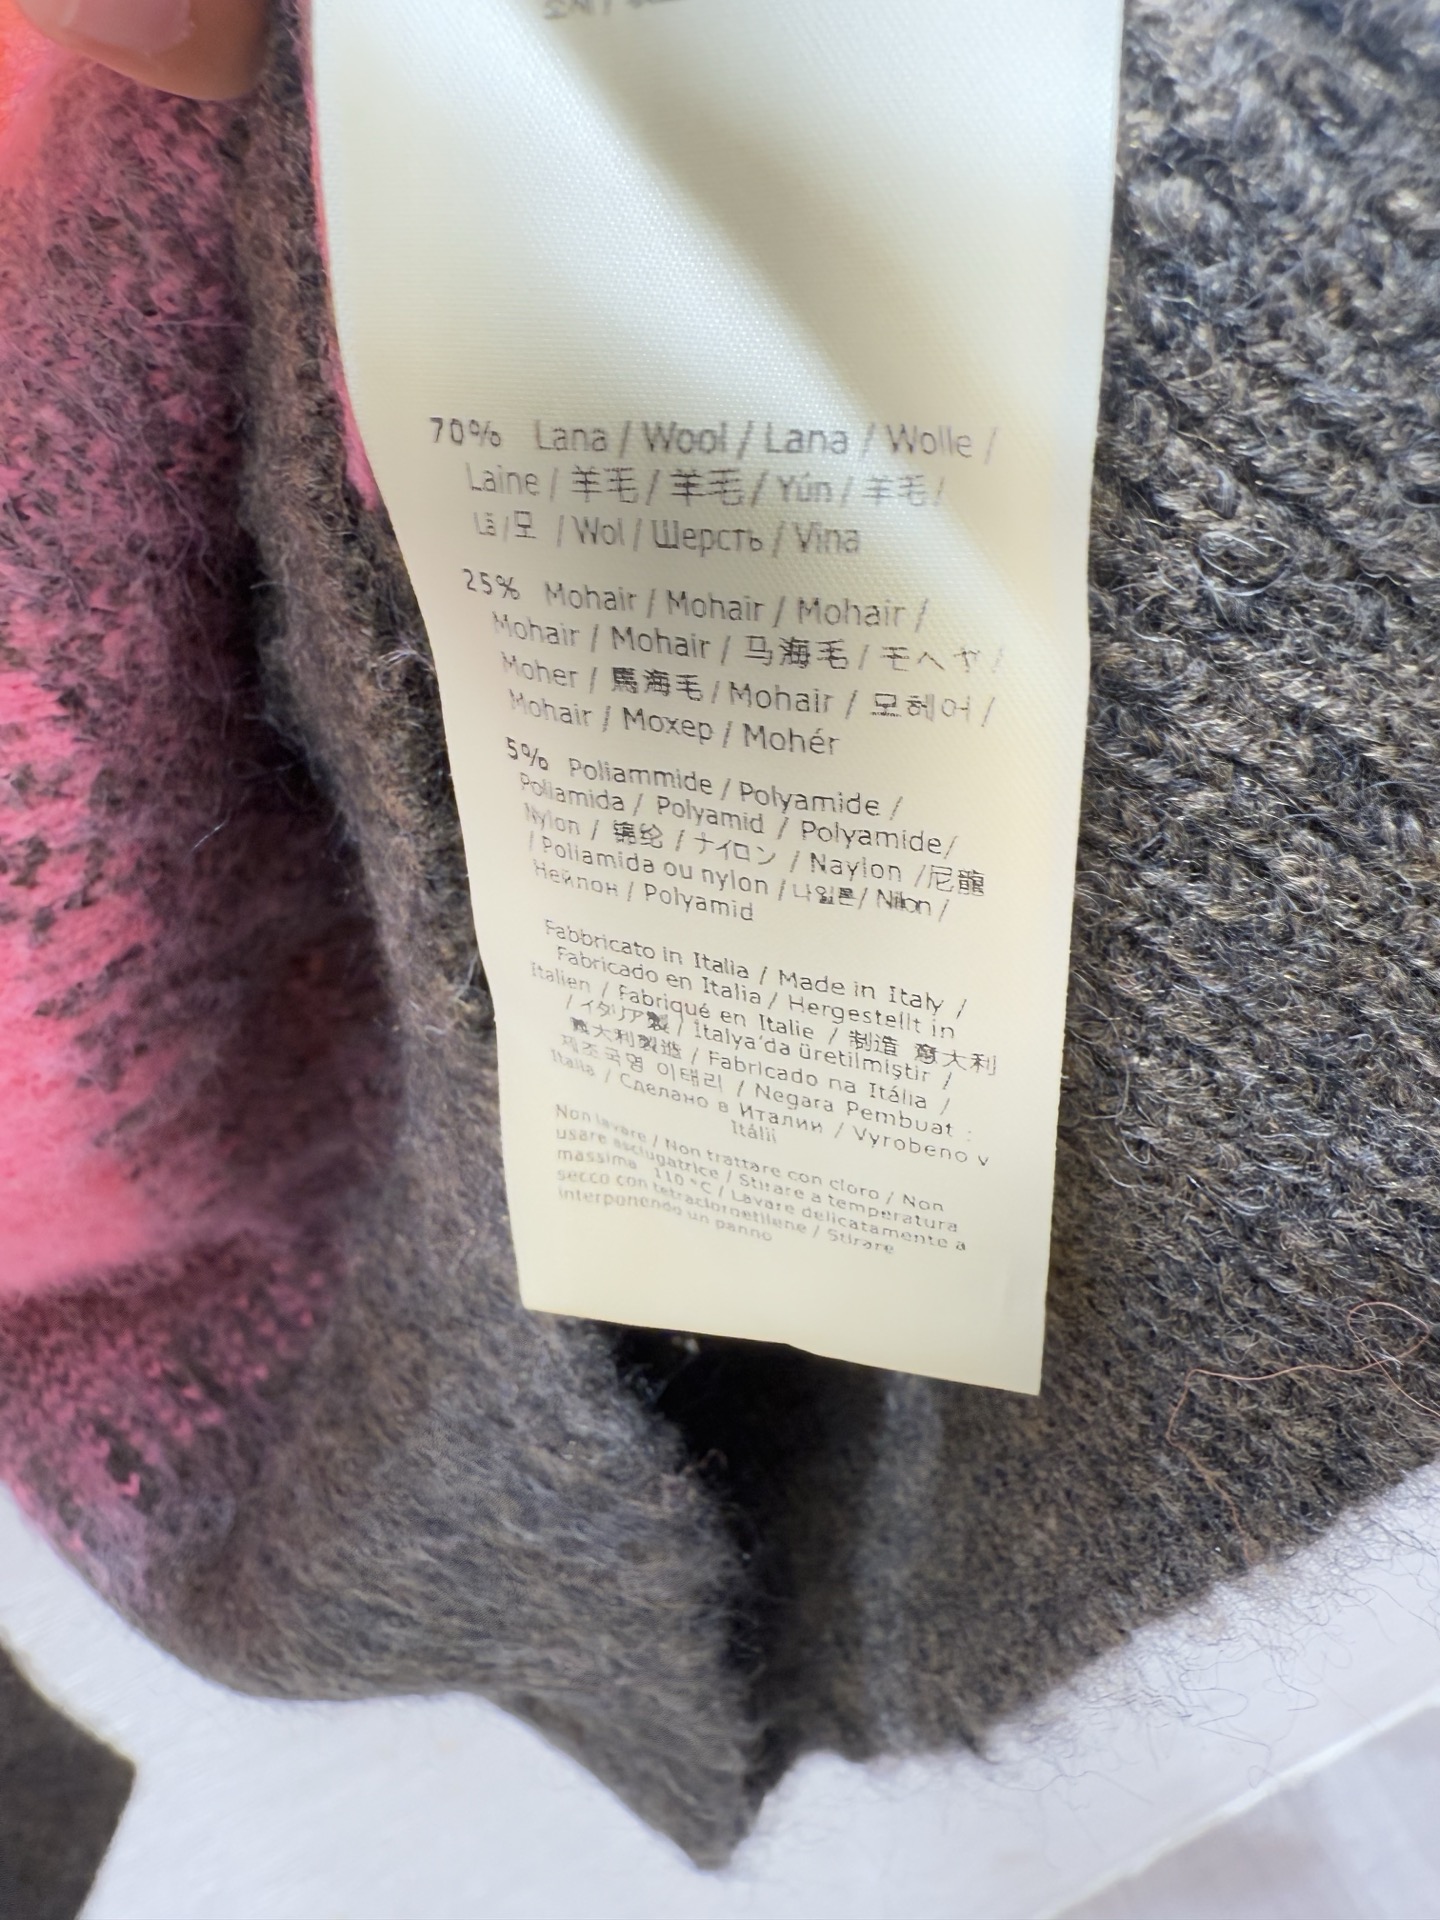 70% Lana / Wool / Lana / Wolle /
Laine / 羊毛 / 羊毛 / Yün / 羊毛 /
Lã / 모 / Wol / Шерсть / Vlna
25% Mohair / Mohair / Mohair /
Mohair / Mohair / 马海毛 / モヘヤ /
Moher / 馬海毛 / Mohair / 모헤어 /
Mohair / Мохер / Mohér
5% Poliammide / Polyamide /
Poliamida / Polyamid / Polyamide /
Nylon / 锦纶 / ナイロン / Naylon / 尼龍
/ Poliamida ou nylon / 나일론 / Nilon /
Нейлон / Polyamid
Fabbricato in Italia / Made in Italy /
Fabricado en Italia / Hergestellt in
Italien / Fabriqué en Italie / 制造 意大利
/ イタリア製 / İtalya'da üretilmiştir /
意大利製造 / Fabricado na Itália /
제조국명 이태리 / Negara Pembuat :
Italia / Сделано в Италии / Vyrobeno v
Itálii
Non lavare / Non trattare con cloro / Non
usare asciugatrice / Stirare a temperatura
massima 110 °C / Lavare delicatamente a
secco con tetracloroetilene / Stirare
interponendo un panno